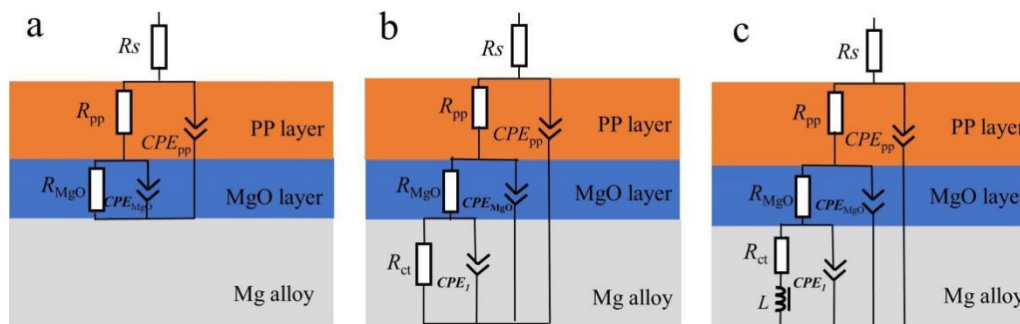 a
Rs
Rpp
CPEpp
PP layer
RMgO
CPEMgO
MgO layer
Mg alloy
b
Rs
Rpp
CPEpp
PP layer
RMgO
CPEMgO
MgO layer
Rct
CPE1
Mg alloy
c
Rs
Rpp
CPEpp
PP layer
RMgO
CPEMgO
MgO layer
Rct
CPE1
L
Mg alloy